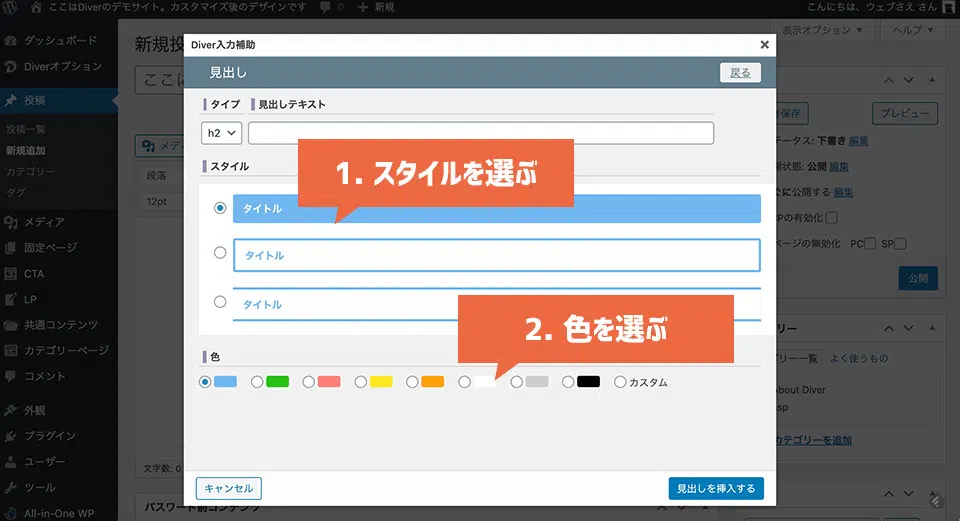 ここはDiverのデモサイト。カスタマイズ後のデザインです 0 新規
こんにちは、ウェブさえ さん
ダッシュボード
Diverオプション
投稿
投稿一覧
新規追加
カテゴリー
タグ
メディア
固定ページ
CTA
LP
共通コンテンツ
カテゴリーページ
コメント
外観
プラグイン
ユーザー
ツール
All-in-One WP
表示オプション ▼
ヘルプ ▼
新規投
ここに
メディ
段落
12pt
文字数: 0
パスワード前コンテンツ
Diver入力補助
見出し
戻る
タイプ
見出しテキスト
h2
スタイル
1. スタイルを選ぶ
タイトル
タイトル
タイトル
2. 色を選ぶ
色
カスタム
キャンセル
見出しを挿入する
保存
プレビュー
ータス: 下書き 編集
開状態: 公開 編集
ぐに公開する 編集
Pの有効化
ページの無効化 PC SP
公開
リー
ゴリー一覧
よく使うもの
About Diver
sp
カテゴリーを追加